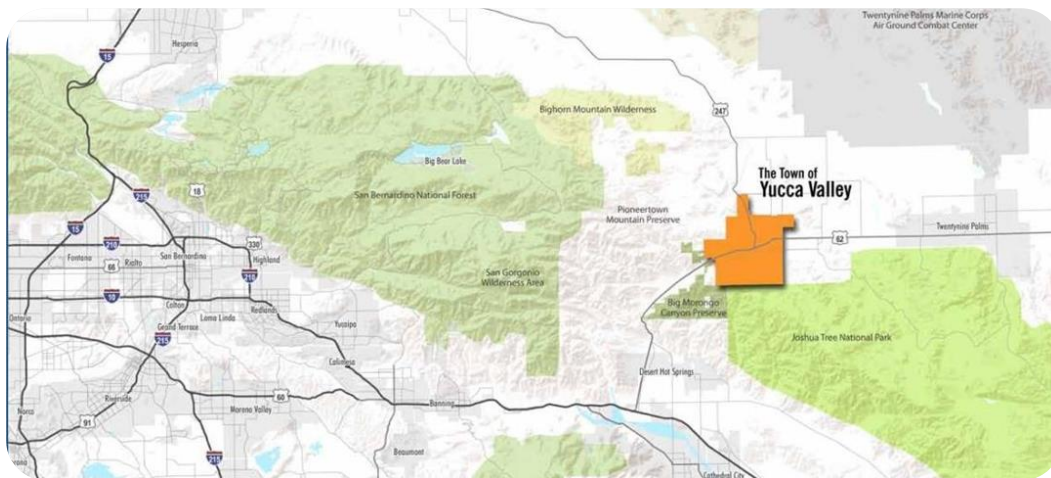 Twentynine Palms Marine Corps
Air Ground Combat Center
Hesperia
15
Bighorn Mountain Wilderness
247
Big Bear Lake
The Town of
Yucca Valley
18
215
San Bernardino National Forest
Pioneertown
Mountain Preserve
15
210
Fontana
Rialto
San Bernardino
330
Highland
62
Twentynine Palms
66
215
San Gorgonio
Wilderness Area
10
Colton
Loma Linda
Redland
Big Morongo
Canyon Preserve
Ontario
Grand Terrace
Yucaipa
215
Joshua Tree National Park
Calimesa
Desert Hot Springs
Riverside
60
Moreno Valley
Banning
Norco
91
Beaumont
215
Cathedral City